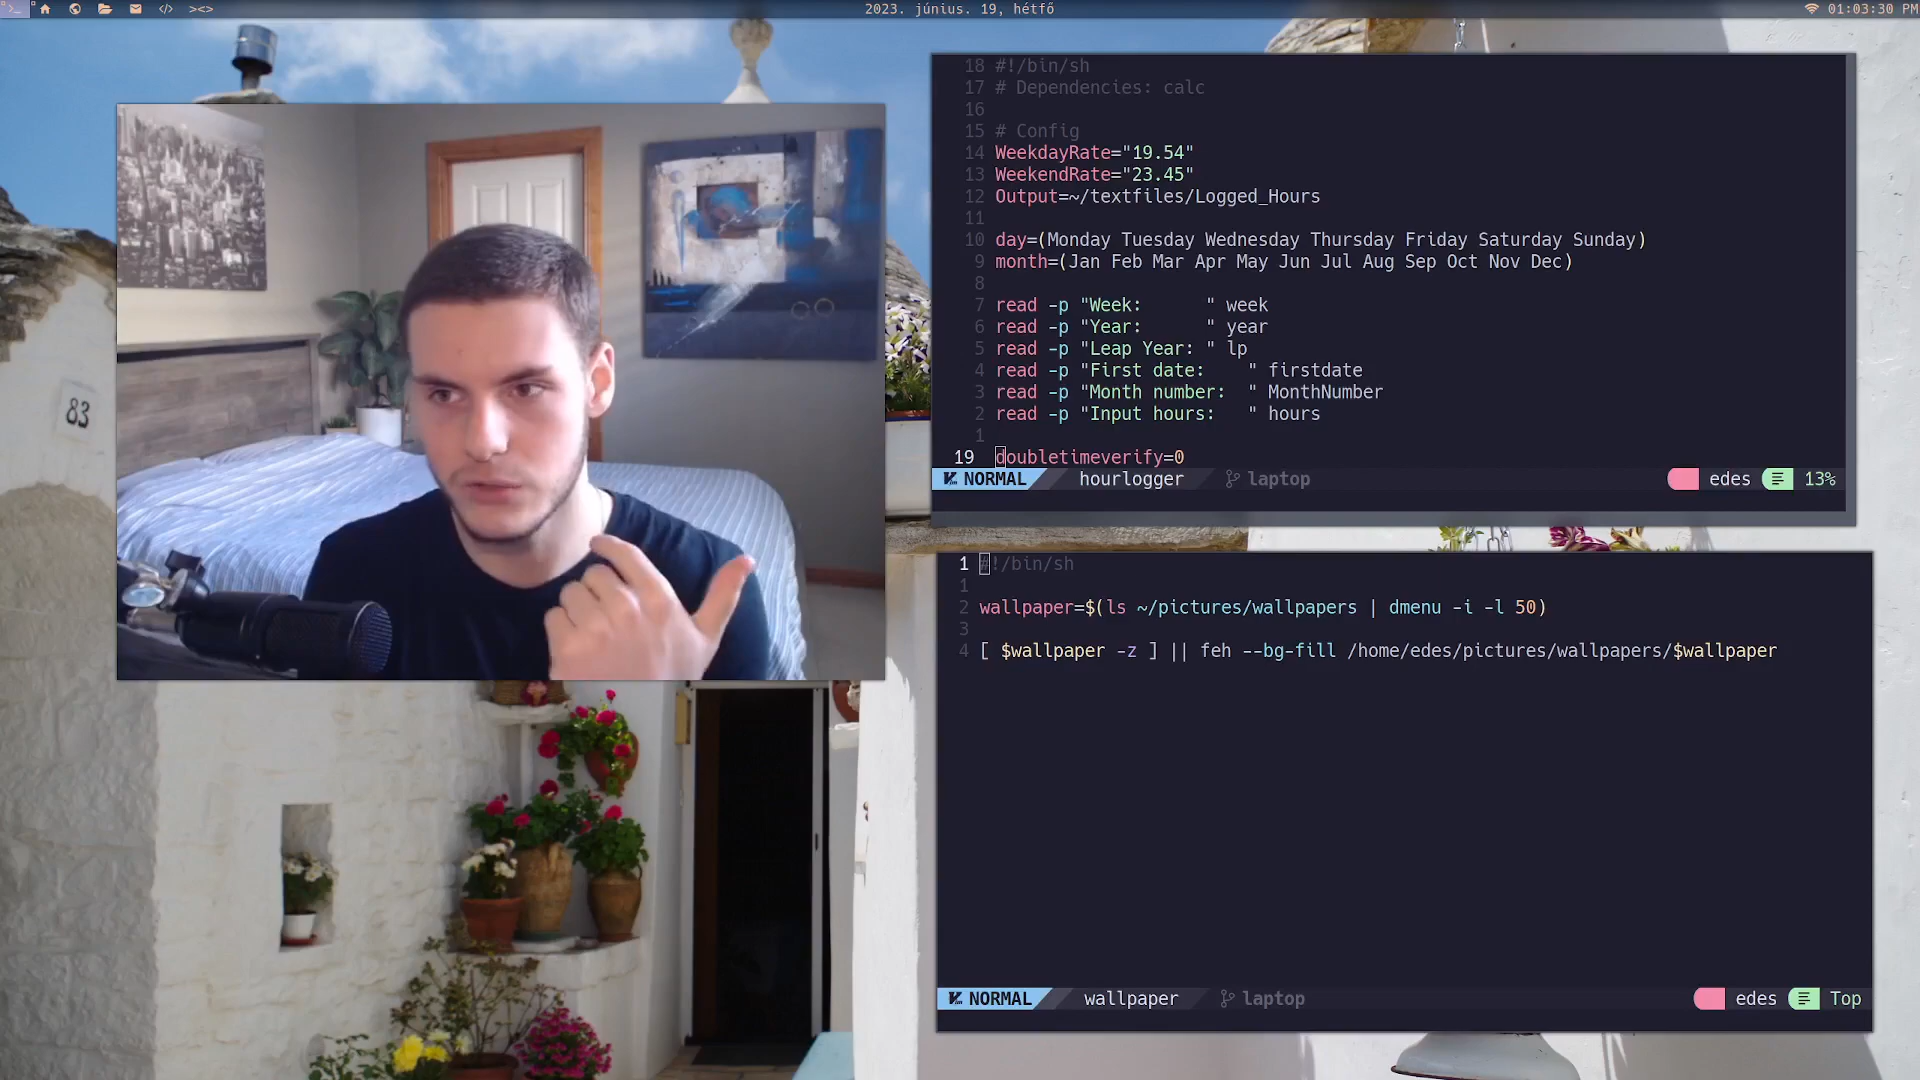 </> ><>
2023. június. 19, hétfő
01:03:30 PM
83
18 #!/bin/sh
17 # Dependencies: calc
16
15 # Config
14 WeekdayRate="19.54"
13 WeekendRate="23.45"
12 Output=~/textfiles/Logged_Hours
11
10 day=(Monday Tuesday Wednesday Thursday Friday Saturday Sunday)
9 month=(Jan Feb Mar Apr May Jun Jul Aug Sep Oct Nov Dec)
8
7 read -p "Week:      " week
6 read -p "Year:      " year
5 read -p "Leap Year: " lp
4 read -p "First date:    " firstdate
3 read -p "Month number:  " MonthNumber
2 read -p "Input hours:   " hours
1
19 doubletimeverify=0
NORMAL hourlogger laptop edes 13%
1 #!/bin/sh
1
2 wallpaper=$(ls ~/pictures/wallpapers | dmenu -i -l 50)
3
4 [ $wallpaper -z ] || feh --bg-fill /home/edes/pictures/wallpapers/$wallpaper
NORMAL wallpaper laptop edes Top